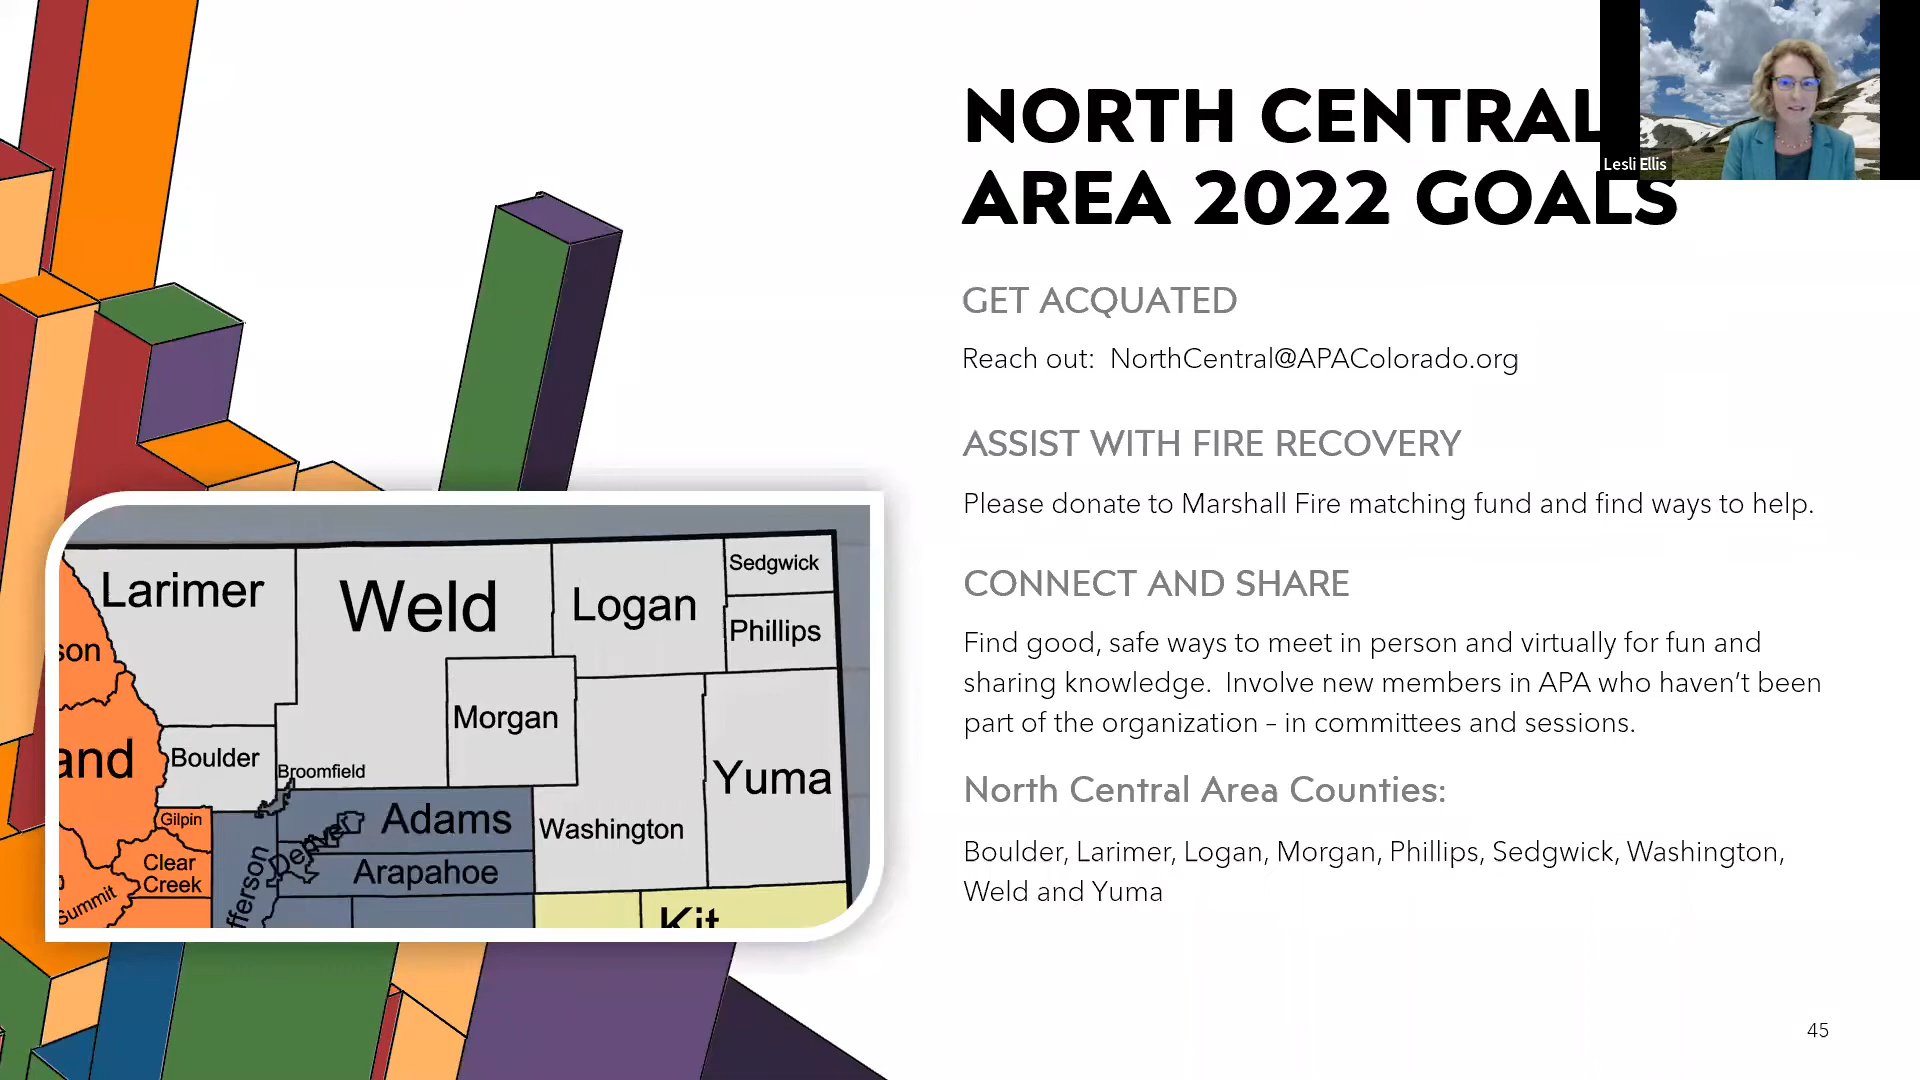 NORTH CENTRAL
AREA 2022 GOALS
Lesli Ellis
GET ACQUATED
Reach out: NorthCentral@APAColorado.org
ASSIST WITH FIRE RECOVERY
Please donate to Marshall Fire matching fund and find ways to help.
CONNECT AND SHARE
Find good, safe ways to meet in person and virtually for fun and
sharing knowledge. Involve new members in APA who haven’t been
part of the organization – in committees and sessions.
North Central Area Counties:
Boulder, Larimer, Logan, Morgan, Phillips, Sedgwick, Washington,
Weld and Yuma
45
Larimer
Weld
Logan
Sedgwick
Phillips
son
Morgan
and
Boulder
Broomfield
Yuma
Gilpin
Adams
Washington
Denver
Clear
Creek
Arapahoe
fferson
Summit
Kit